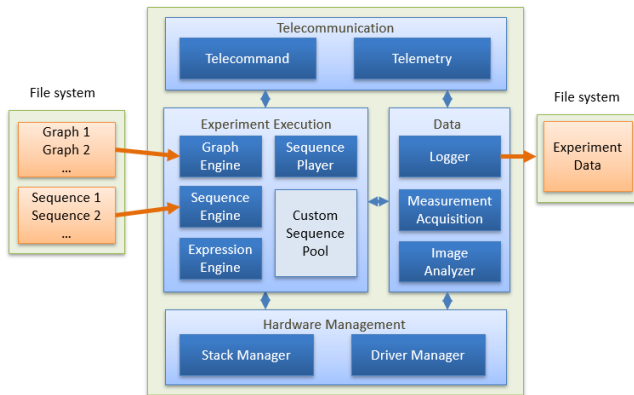 Telecommunication
Telecommand
Telemetry
File system
Graph 1
Graph 2
...
Sequence 1
Sequence 2
...
Experiment Execution
Graph
Engine
Sequence
Player
Sequence
Engine
Custom
Sequence
Pool
Expression
Engine
Data
Logger
Measurement
Acquisition
Image
Analyzer
File system
Experiment
Data
Hardware Management
Stack Manager
Driver Manager